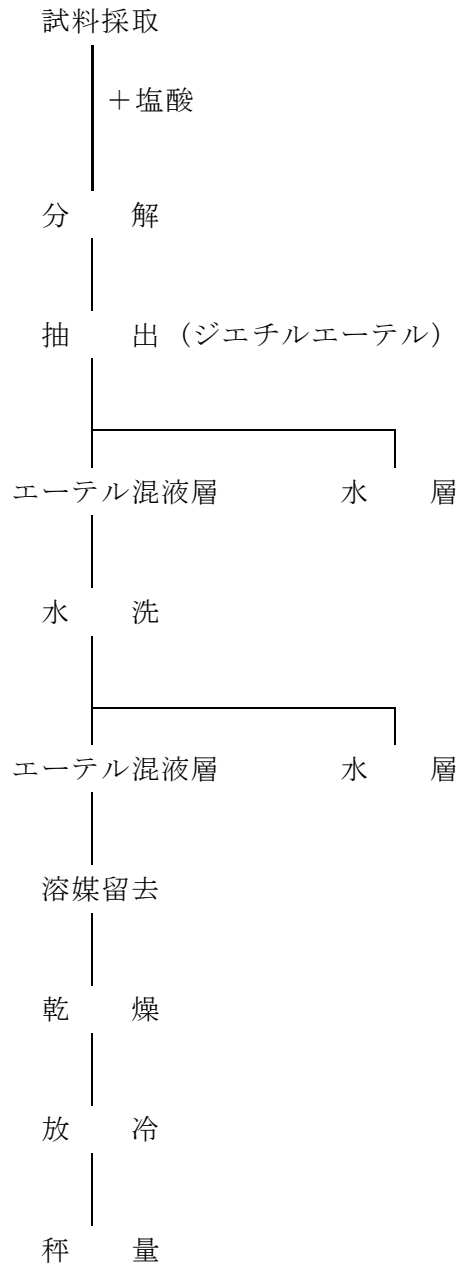 試料採取
＋塩酸
分　　解
抽　　出（ジエチルエーテル）
エーテル混液層　　　　水　　層
水　　洗
エーテル混液層　　　　水　　層
溶媒留去
乾　　燥
放　　冷
秤　　量